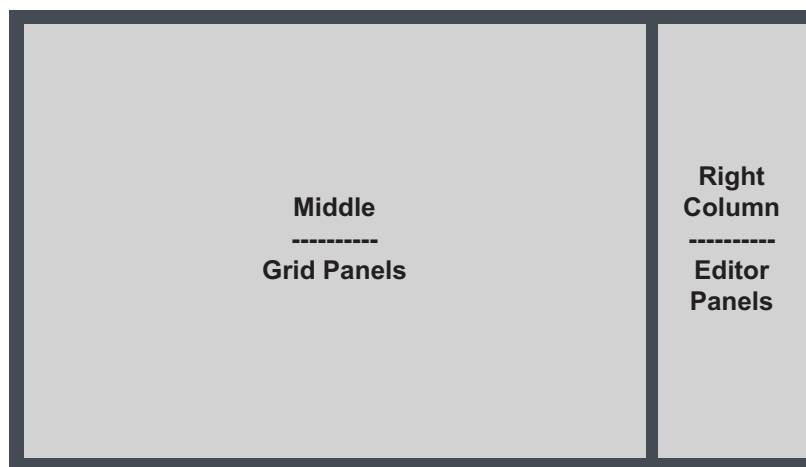 Middle
----------
Grid Panels
Right
Column
----------
Editor
Panels